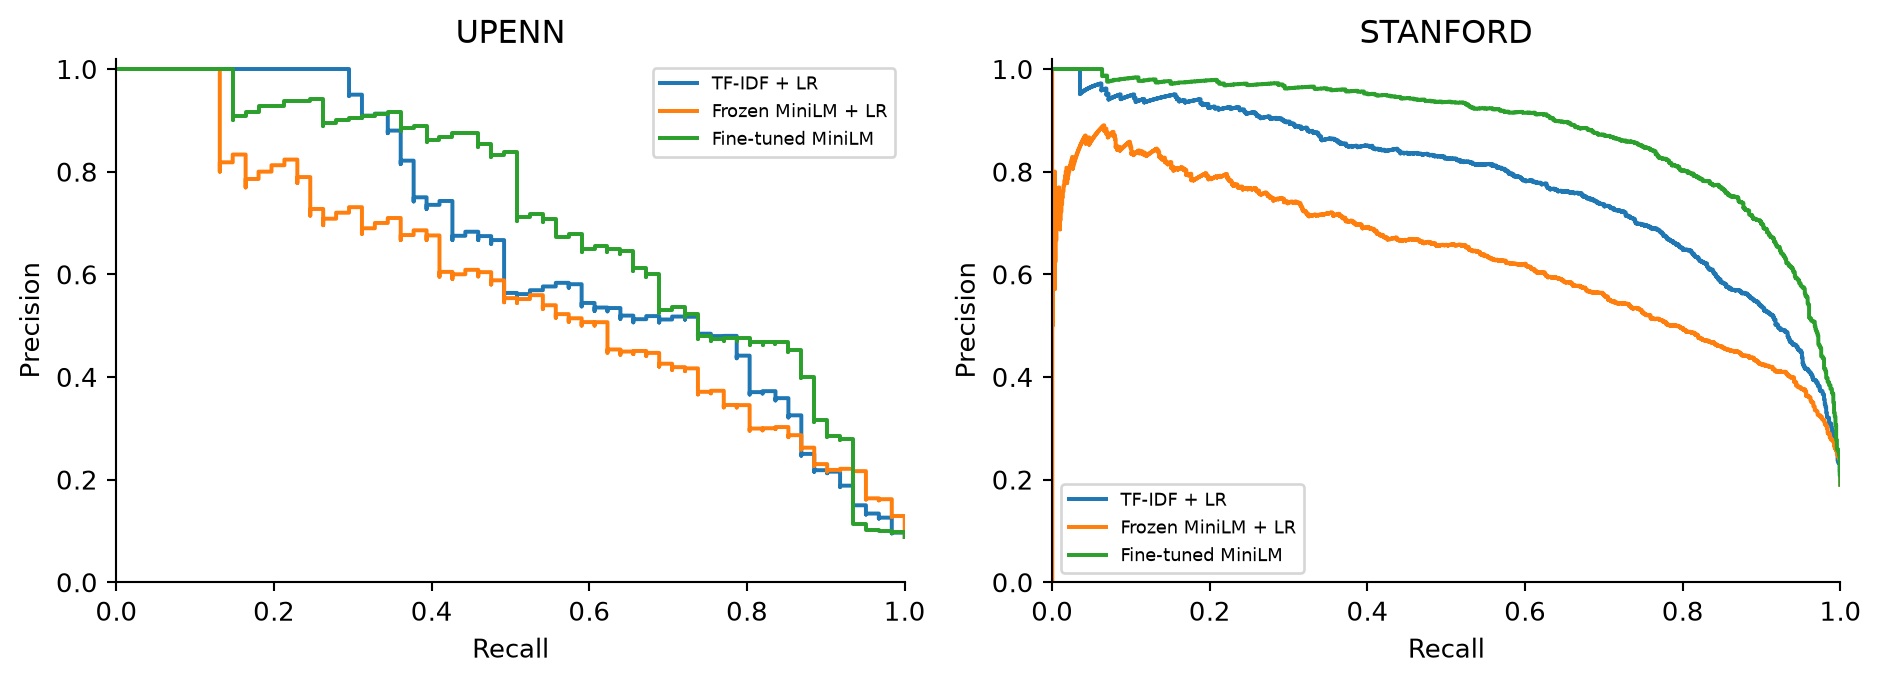 UPENN
1.0
0.8
0.6
0.4
0.2
0.0
Precision
TF-IDF + LR
Frozen MiniLM + LR
Fine-tuned MiniLM
0.0 0.2 0.4 0.6 0.8 1.0
Recall
STANFORD
1.0
0.8
0.6
0.4
0.2
0.0
Precision
TF-IDF + LR
Frozen MiniLM + LR
Fine-tuned MiniLM
0.0 0.2 0.4 0.6 0.8 1.0
Recall